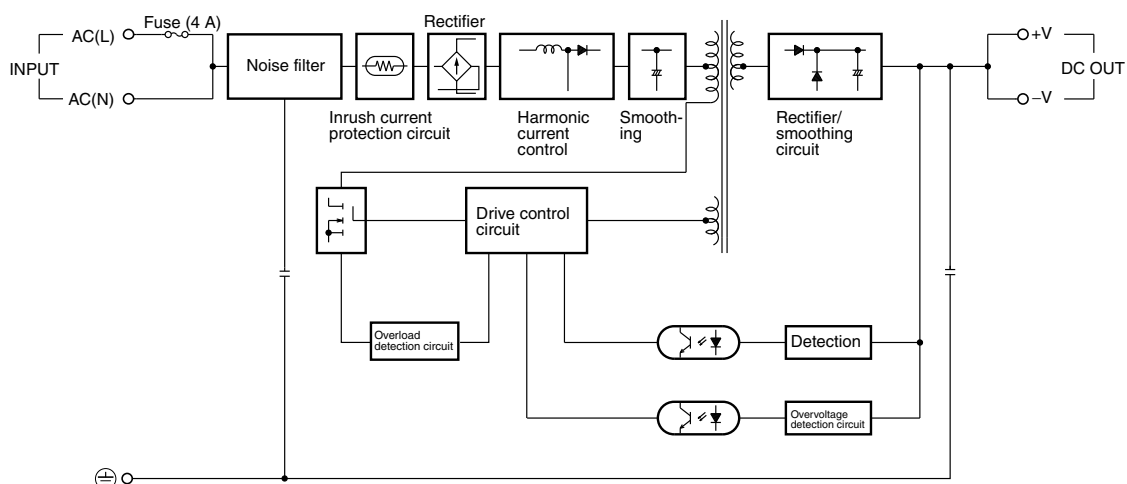 Fuse (4 A)
Rectifier
AC(L)
+V
INPUT
Noise filter
DC OUT
AC(N)
–V
Inrush current
protection circuit
Harmonic
current
control
Smooth-
ing
Rectifier/
smoothing
circuit
Drive control
circuit
Overload
detection circuit
Detection
Overvoltage
detection circuit